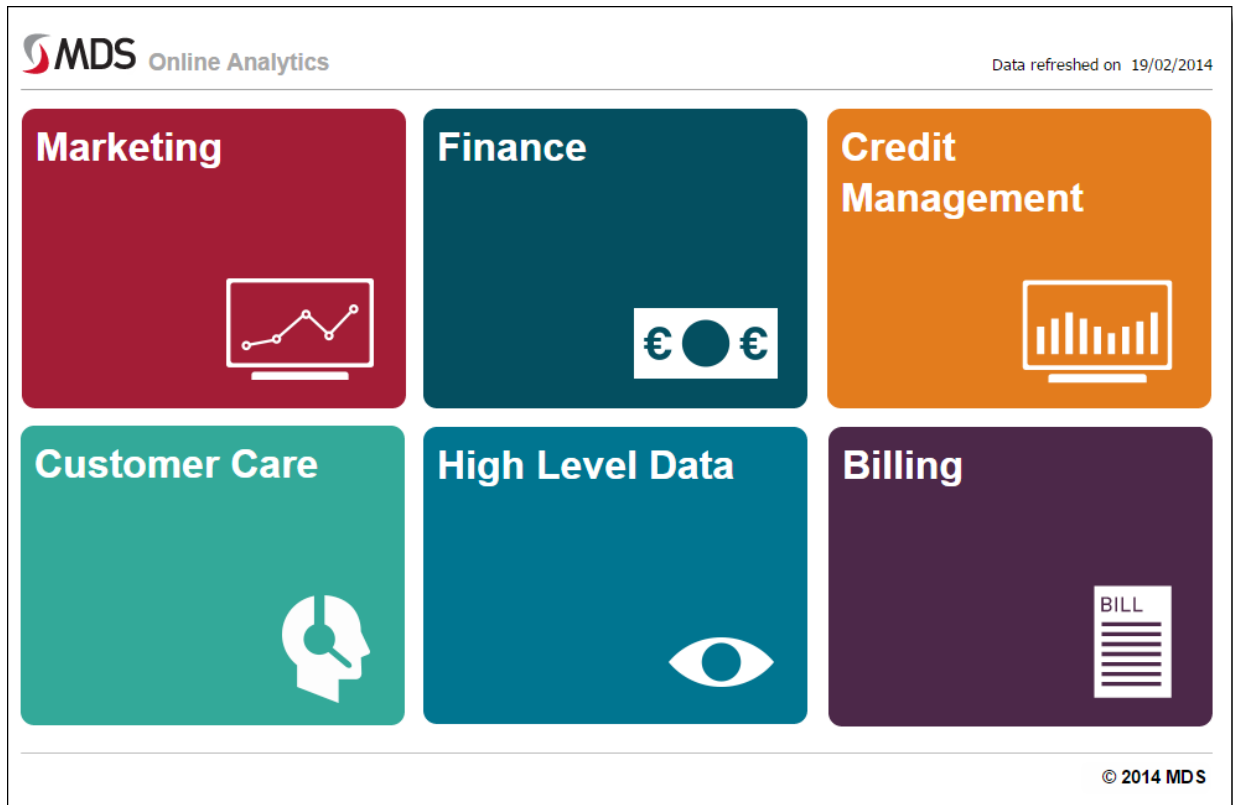 MDS Online Analytics
Data refreshed on 19/02/2014
Marketing
Finance
Credit
Management
€ €
Customer Care
High Level Data
Billing
BILL
© 2014 MDS